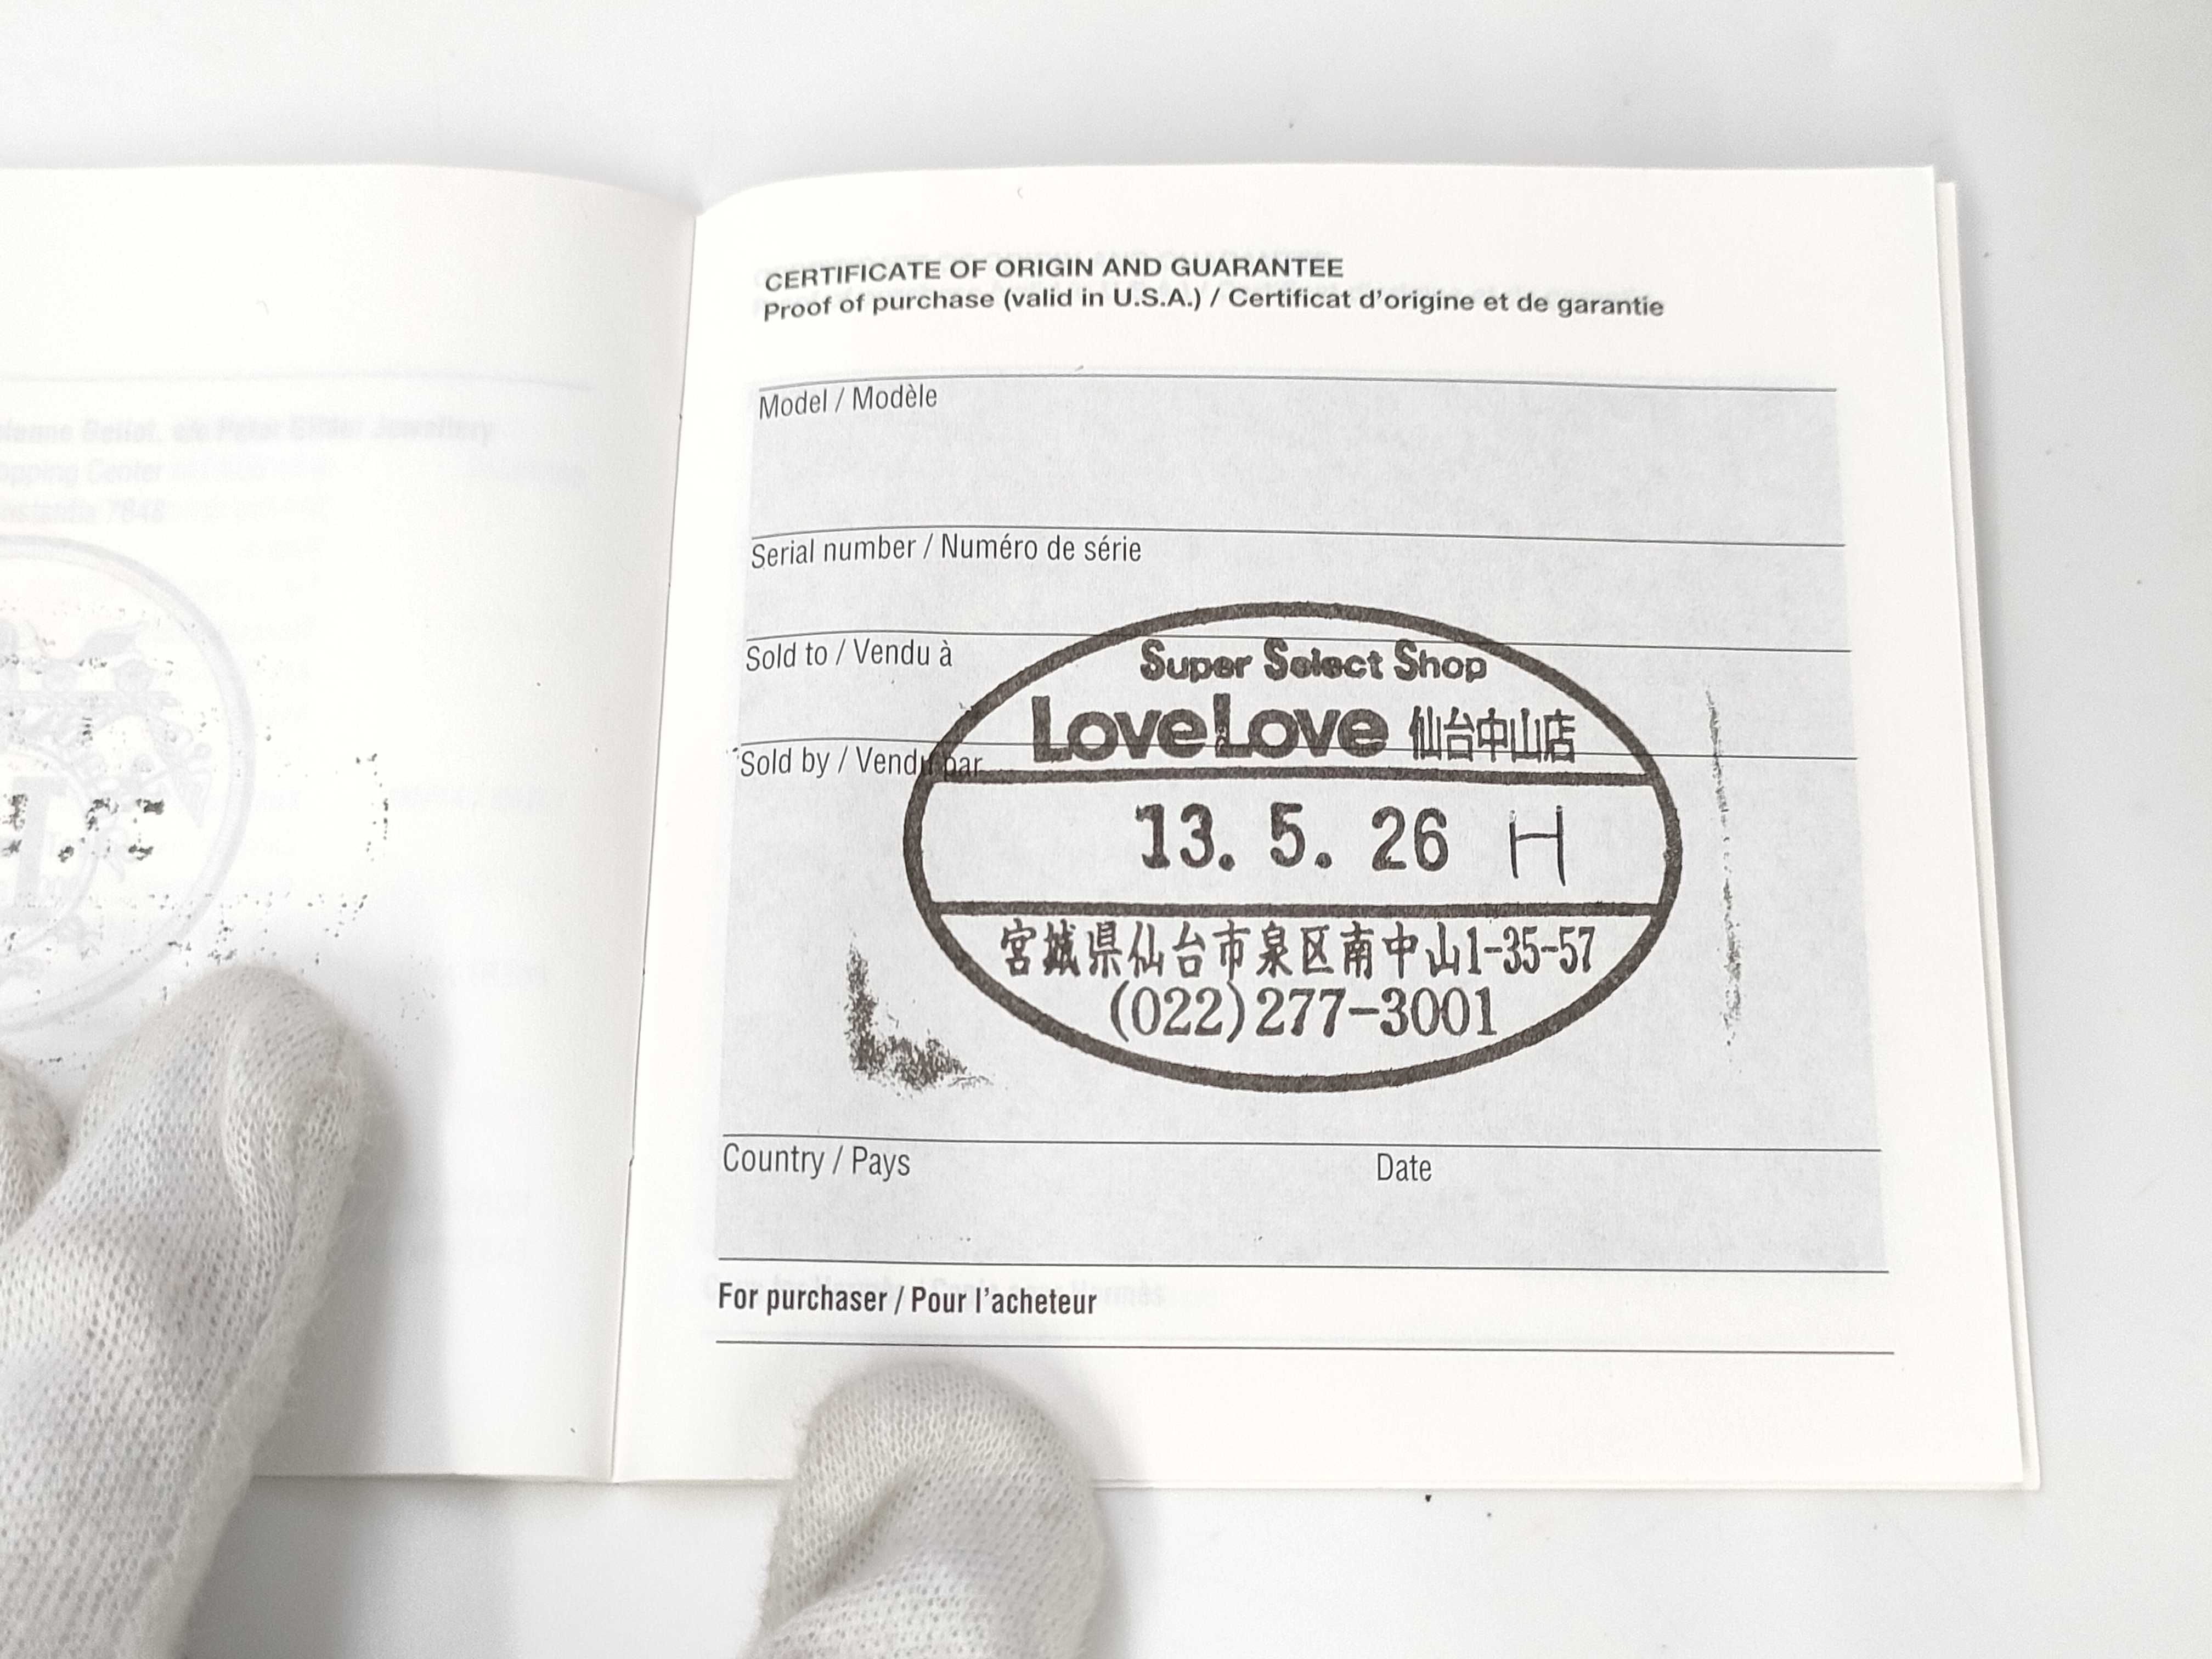 CERTIFICATE OF ORIGIN AND GUARANTEE
Proof of purchase (valid in U.S.A.) / Certificat d'origine et de garantie
Model / Modèle
Serial number / Numéro de série
Sold to / Vendu à
Super Select Shop
LoveLove 仙台中山店
Sold by / Vendu par
13. 5. 26 H
宮城県仙台市泉区南中山1-35-57
(022)277-3001
Country / Pays
Date
For purchaser / Pour l'acheteur